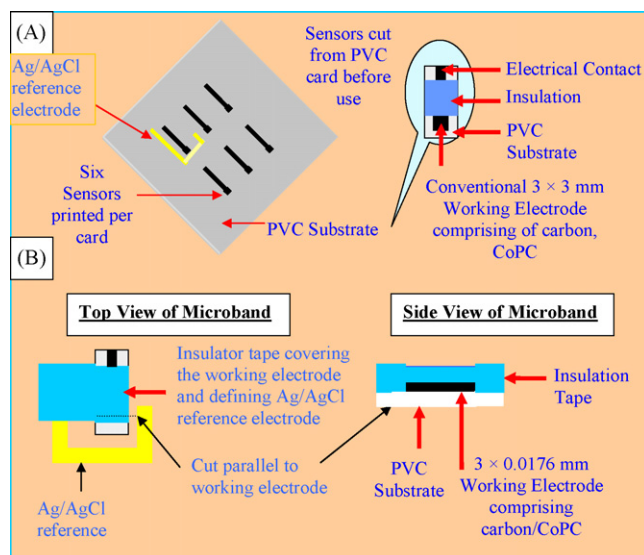 (A)
Ag/AgCl
reference
electrode
Six
Sensors
printed per
card
PVC Substrate
Sensors cut
from PVC
card before
use
Electrical Contact
Insulation
PVC
Substrate
Conventional 3 × 3 mm
Working Electrode
comprising of carbon,
CoPC
(B)
Top View of Microband
Insulator tape covering
the working electrode
and defining Ag/AgCl
reference electrode
Cut parallel to
working electrode
Ag/AgCl
reference
Side View of Microband
Insulation
Tape
PVC
Substrate
3 × 0.0176 mm
Working Electrode
comprising
carbon/CoPC